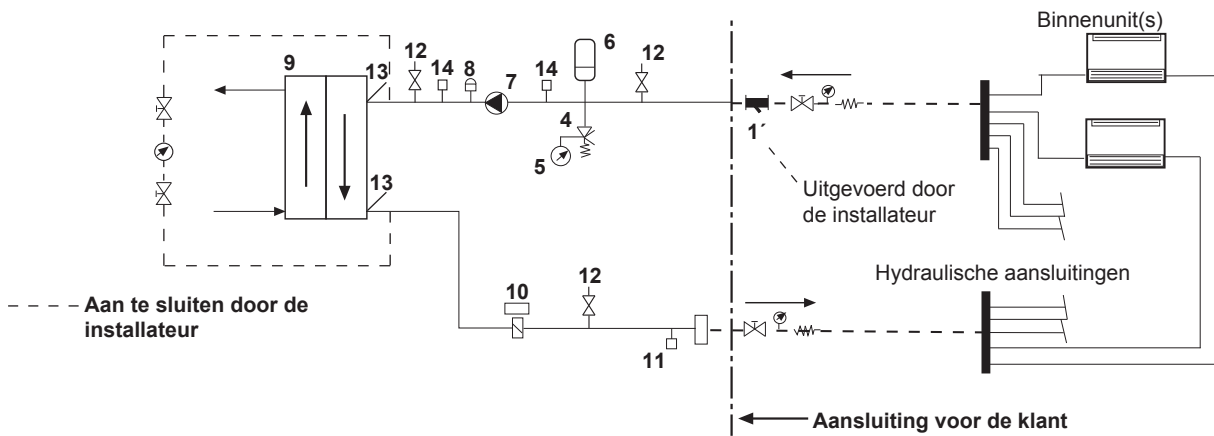 Binnenunit(s)
6
12
9
13
14
8
7
14
12
4
1´
5
13
Uitgevoerd door
de installateur
12
Hydraulische aansluitingen
10
Aan te sluiten door de
installateur
11
Aansluiting voor de klant